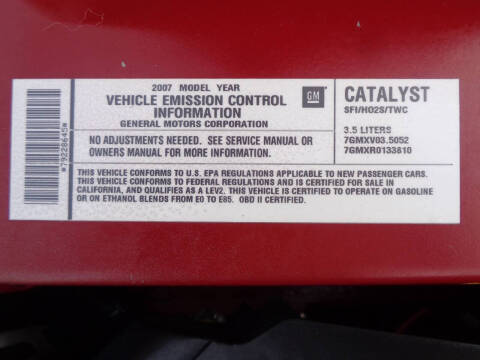 *79228645*
2007 MODEL YEAR
VEHICLE EMISSION CONTROL
INFORMATION
GENERAL MOTORS CORPORATION
GM
CATALYST
SFI/HO2S/TWC
NO ADJUSTMENTS NEEDED. SEE SERVICE MANUAL OR
OWNERS MANUAL FOR MORE INFORMATION.
3.5 LITERS
7GMXV03.5052
7GMXR0133810
THIS VEHICLE CONFORMS TO U.S. EPA REGULATIONS APPLICABLE TO NEW PASSENGER CARS.
THIS VEHICLE CONFORMS TO FEDERAL REGULATIONS AND IS CERTIFIED FOR SALE IN
CALIFORNIA, AND QUALIFIES AS A LEV2. THIS VEHICLE IS CERTIFIED TO OPERATE ON GASOLINE
OR ON ETHANOL BLENDS FROM E0 TO E85. OBD II CERTIFIED.